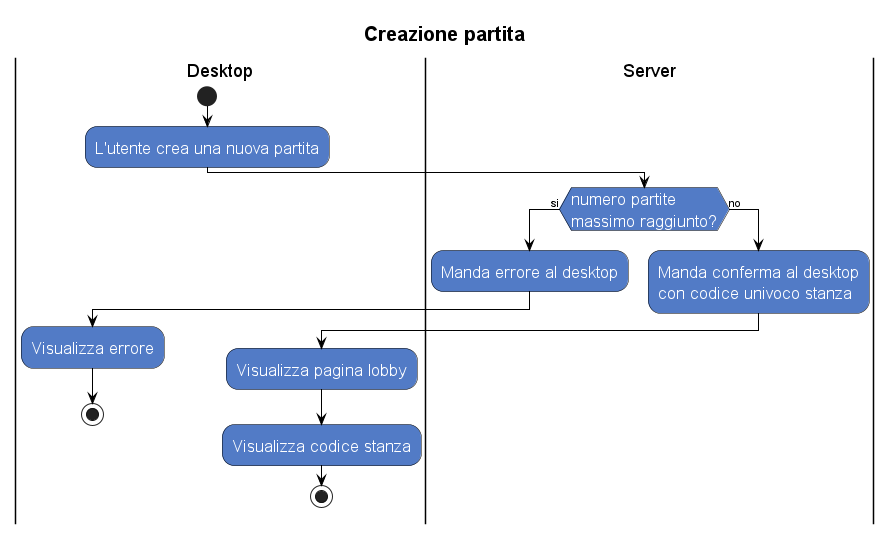 Creazione partita
Desktop
Server
L'utente crea una nuova partita
si
numero partite
massimo raggiunto?
no
Manda errore al desktop
Manda conferma al desktop
con codice univoco stanza
Visualizza errore
Visualizza pagina lobby
Visualizza codice stanza